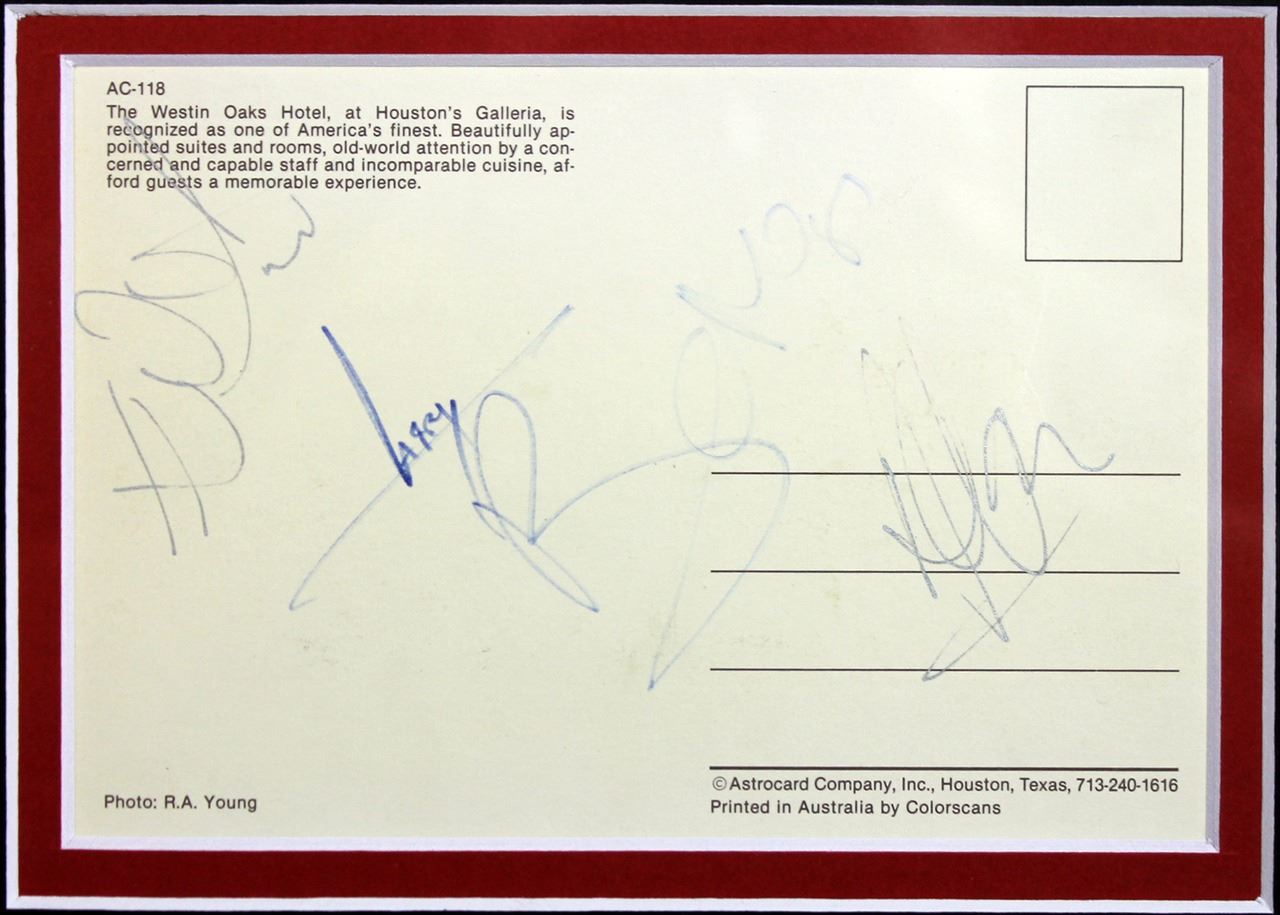 AC-118
The Westin Oaks Hotel, at Houston's Galleria, is
recognized as one of America's finest. Beautifully ap-
pointed suites and rooms, old-world attention by a con-
cerned and capable staff and incomparable cuisine, af-
ford guests a memorable experience.
Larry
Photo: R.A. Young
©Astrocard Company, Inc., Houston, Texas, 713-240-1616
Printed in Australia by Colorscans